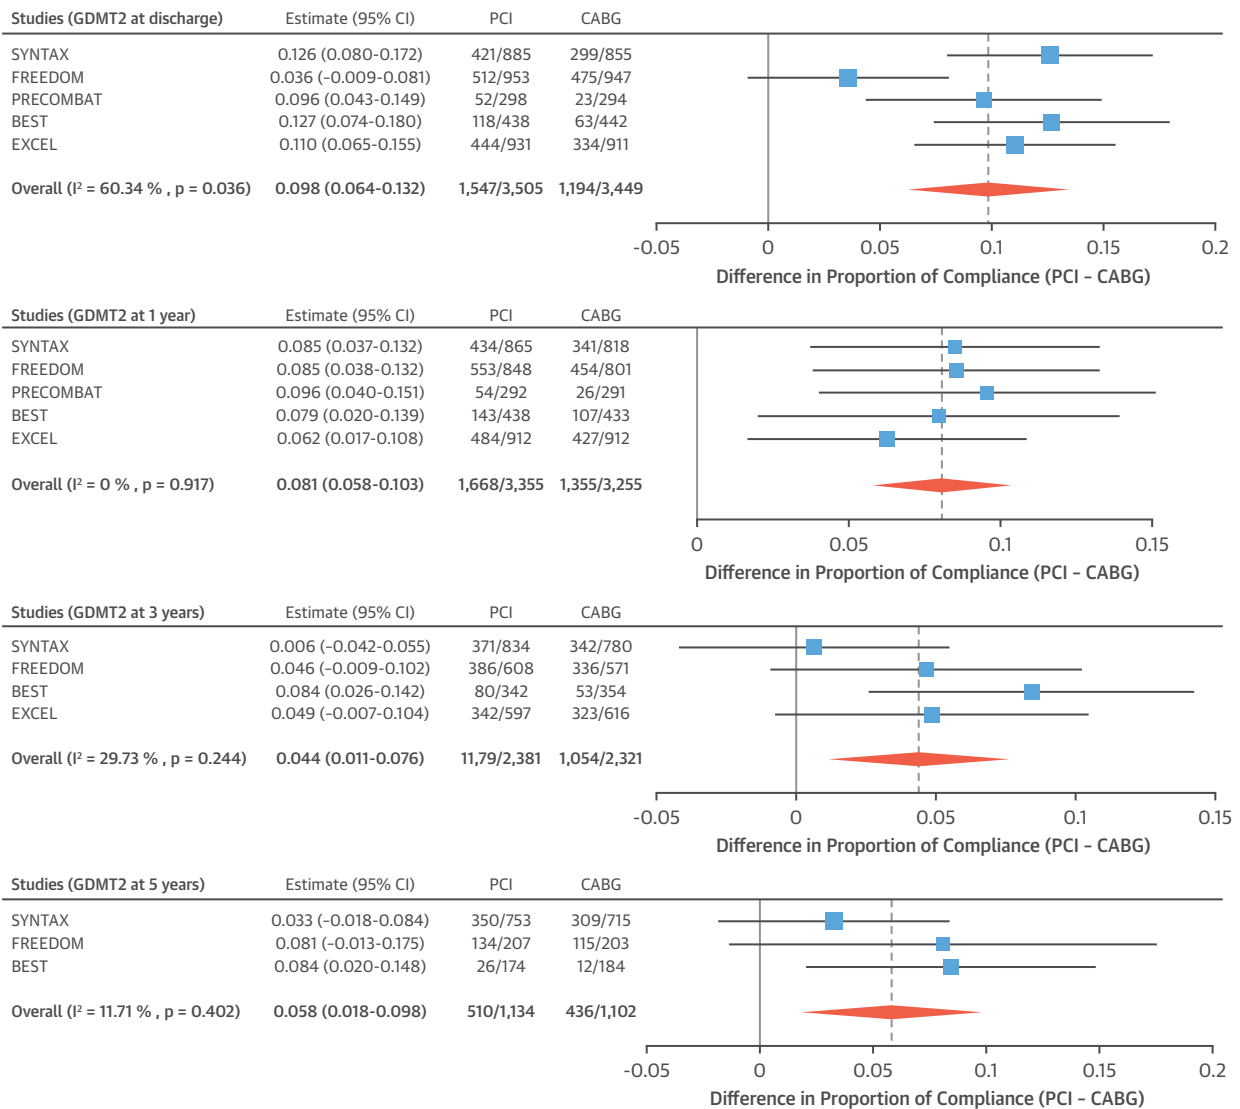 Studies (GDMT2 at discharge) Estimate (95% CI) PCI CABG
SYNTAX 0.126 (0.080-0.172) 421/885 299/855
FREEDOM 0.036 (−0.009-0.081) 512/953 475/947
PRECOMBAT 0.096 (0.043-0.149) 52/298 23/294
BEST 0.127 (0.074-0.180) 118/438 63/442
EXCEL 0.110 (0.065-0.155) 444/931 334/911
Overall (I² = 60.34 % , p = 0.036) 0.098 (0.064-0.132) 1,547/3,505 1,194/3,449
-0.05 0 0.05 0.1 0.15 0.2
Difference in Proportion of Compliance (PCI – CABG)
Studies (GDMT2 at 1 year) Estimate (95% CI) PCI CABG
SYNTAX 0.085 (0.037-0.132) 434/865 341/818
FREEDOM 0.085 (0.038-0.132) 553/848 454/801
PRECOMBAT 0.096 (0.040-0.151) 54/292 26/291
BEST 0.079 (0.020-0.139) 143/438 107/433
EXCEL 0.062 (0.017-0.108) 484/912 427/912
Overall (I² = 0 % , p = 0.917) 0.081 (0.058-0.103) 1,668/3,355 1,355/3,255
0 0.05 0.1 0.15
Difference in Proportion of Compliance (PCI – CABG)
Studies (GDMT2 at 3 years) Estimate (95% CI) PCI CABG
SYNTAX 0.006 (−0.042-0.055) 371/834 342/780
FREEDOM 0.046 (−0.009-0.102) 386/608 336/571
BEST 0.084 (0.026-0.142) 80/342 53/354
EXCEL 0.049 (−0.007-0.104) 342/597 323/616
Overall (I² = 29.73 % , p = 0.244) 0.044 (0.011-0.076) 11,79/2,381 1,054/2,321
-0.05 0 0.05 0.1 0.15
Difference in Proportion of Compliance (PCI – CABG)
Studies (GDMT2 at 5 years) Estimate (95% CI) PCI CABG
SYNTAX 0.033 (−0.018-0.084) 350/753 309/715
FREEDOM 0.081 (−0.013-0.175) 134/207 115/203
BEST 0.084 (0.020-0.148) 26/174 12/184
Overall (I² = 11.71 % , p = 0.402) 0.058 (0.018-0.098) 510/1,134 436/1,102
-0.05 0 0.05 0.1 0.15 0.2
Difference in Proportion of Compliance (PCI – CABG)